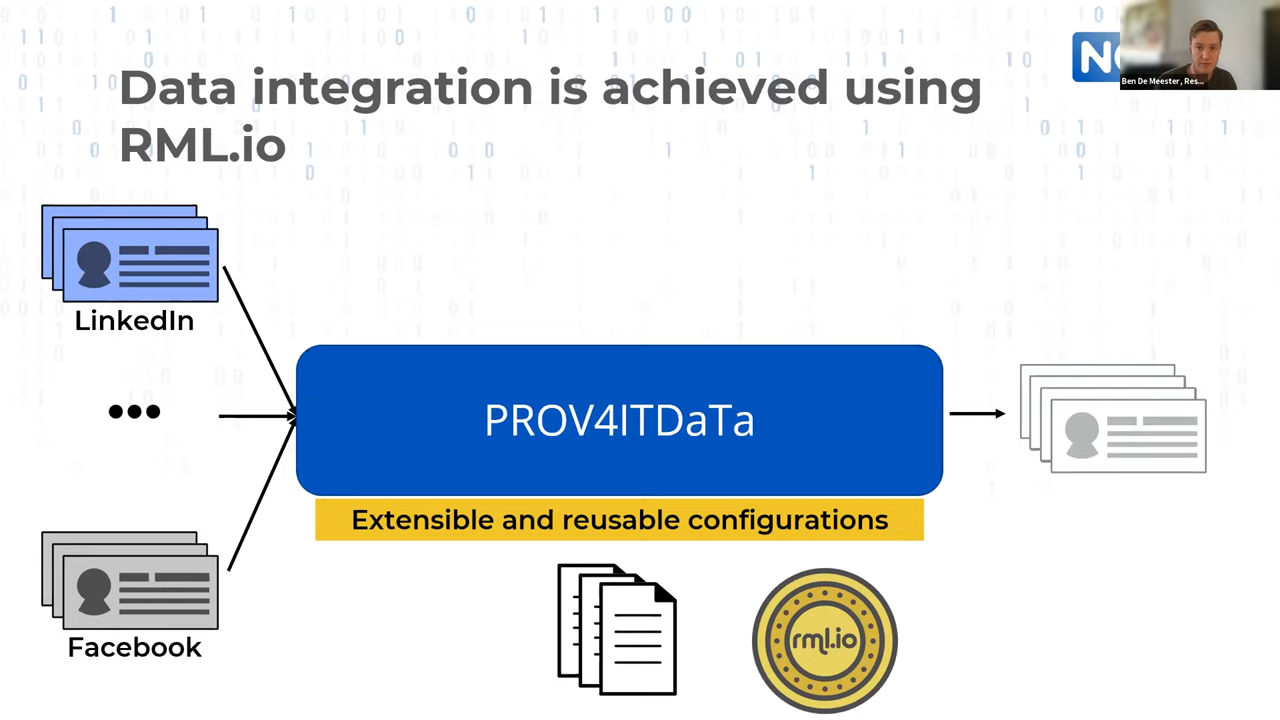 Data integration is achieved using
RML.io
Ben De Meester, Res...
LinkedIn
PROV4ITDaTa
Extensible and reusable configurations
rml.io
Facebook